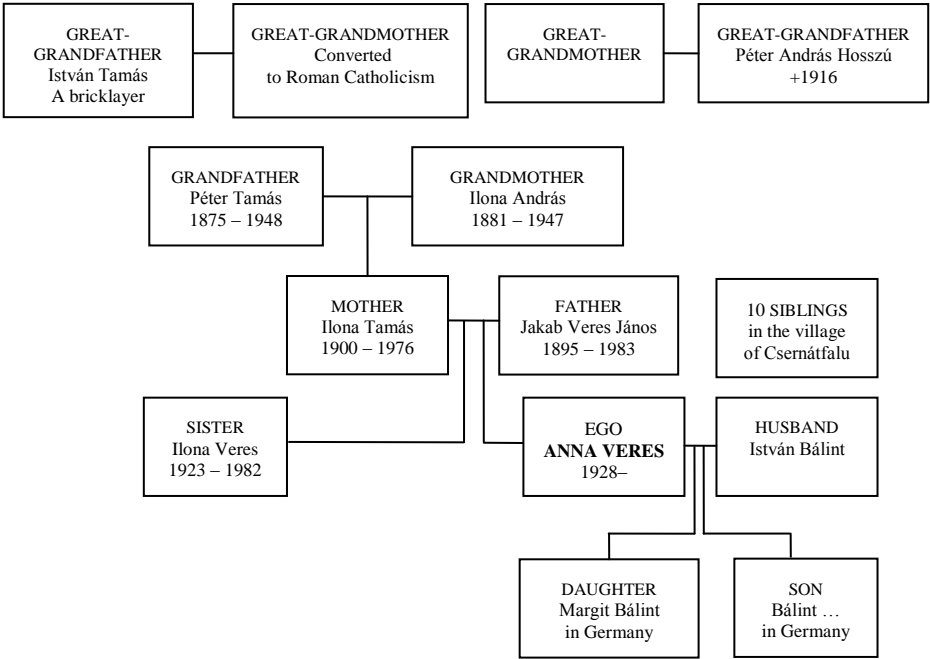 GREAT-
GRANDFATHER
István Tamás
A bricklayer
GREAT-GRANDMOTHER
Converted
to Roman Catholicism
GREAT-
GRANDMOTHER
GREAT-GRANDFATHER
Péter András Hosszú
+1916
GRANDFATHER
Péter Tamás
1875 – 1948
GRANDMOTHER
Ilona András
1881 – 1947
MOTHER
Ilona Tamás
1900 – 1976
FATHER
Jakab Veres János
1895 – 1983
10 SIBLINGS
in the village
of Csernátfalu
SISTER
Ilona Veres
1923 – 1982
EGO
ANNA VERES
1928–
HUSBAND
István Bálint
DAUGHTER
Margit Bálint
in Germany
SON
Bálint …
in Germany